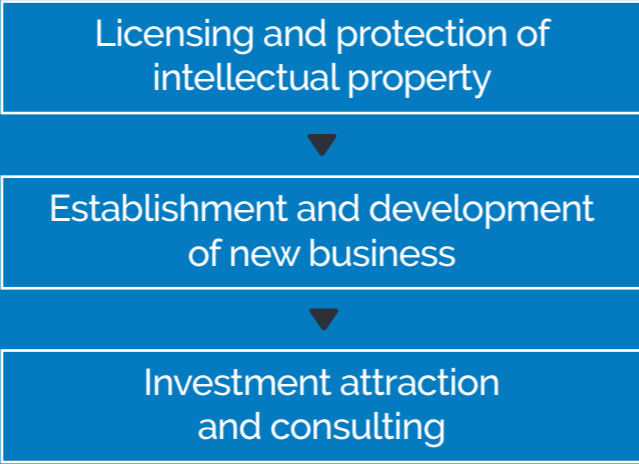 Licensing and protection of
intellectual property
Establishment and development
of new business
Investment attraction
and consulting